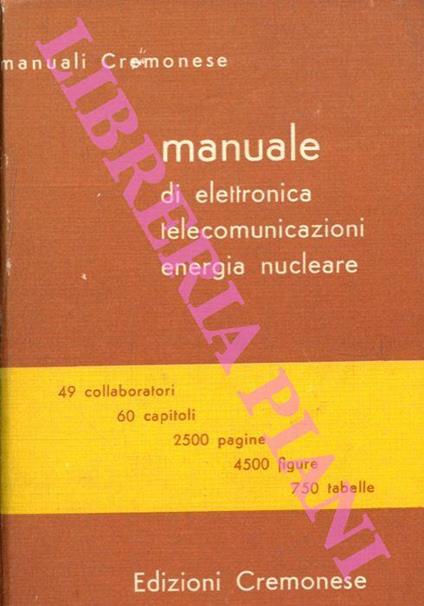 manuali Cremonese
manuale
di elettronica
telecomunicazioni
energia nucleare
49 collaboratori
60 capitoli
2500 pagine
4500 figure
750 tabelle
Edizioni Cremonese
LIBRERIA PIANI